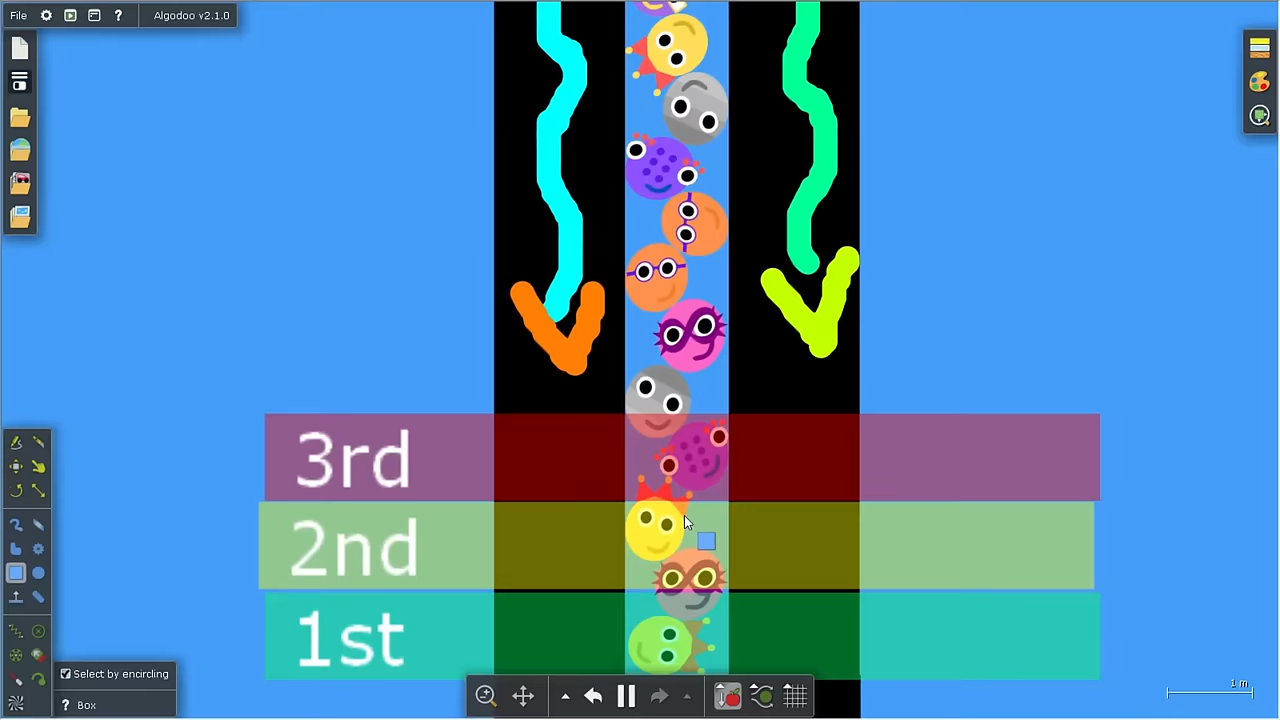 File ? Algodoo v2.1.0
3rd
2nd
1st
Select by encircling
? Box
1 m